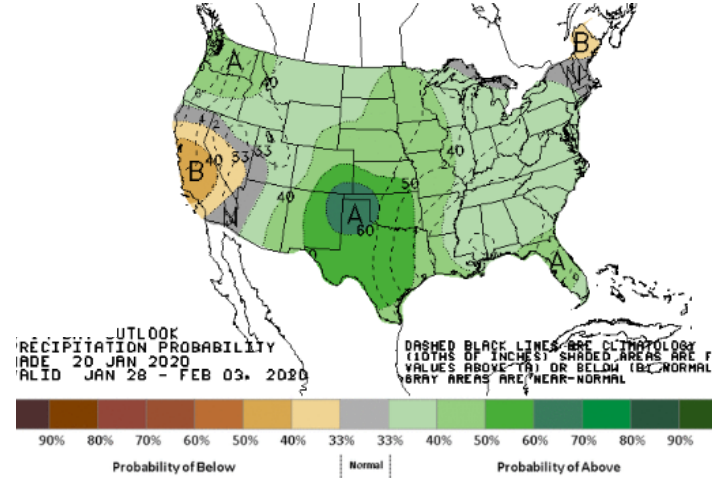 A
B
40
N
B
40
33
33
N
40
40
50
A
60
A
UTLOOK
RECIPITATION PROBABILITY
ADE 20 JAN 2020
ALID JAN 28 - FEB 03, 2020
DASHED BLACK LINES ARE CLIMATOLOGY
(10THS OF INCHES) SHADED AREAS ARE F
VALUES ABOVE (A) OR BELOW (B) NORMAL
GRAY AREAS ARE NEAR-NORMAL
90% 80% 70% 60% 50% 40% 33% 33% 40% 50% 60% 70% 80% 90%
Probability of Below Normal Probability of Above